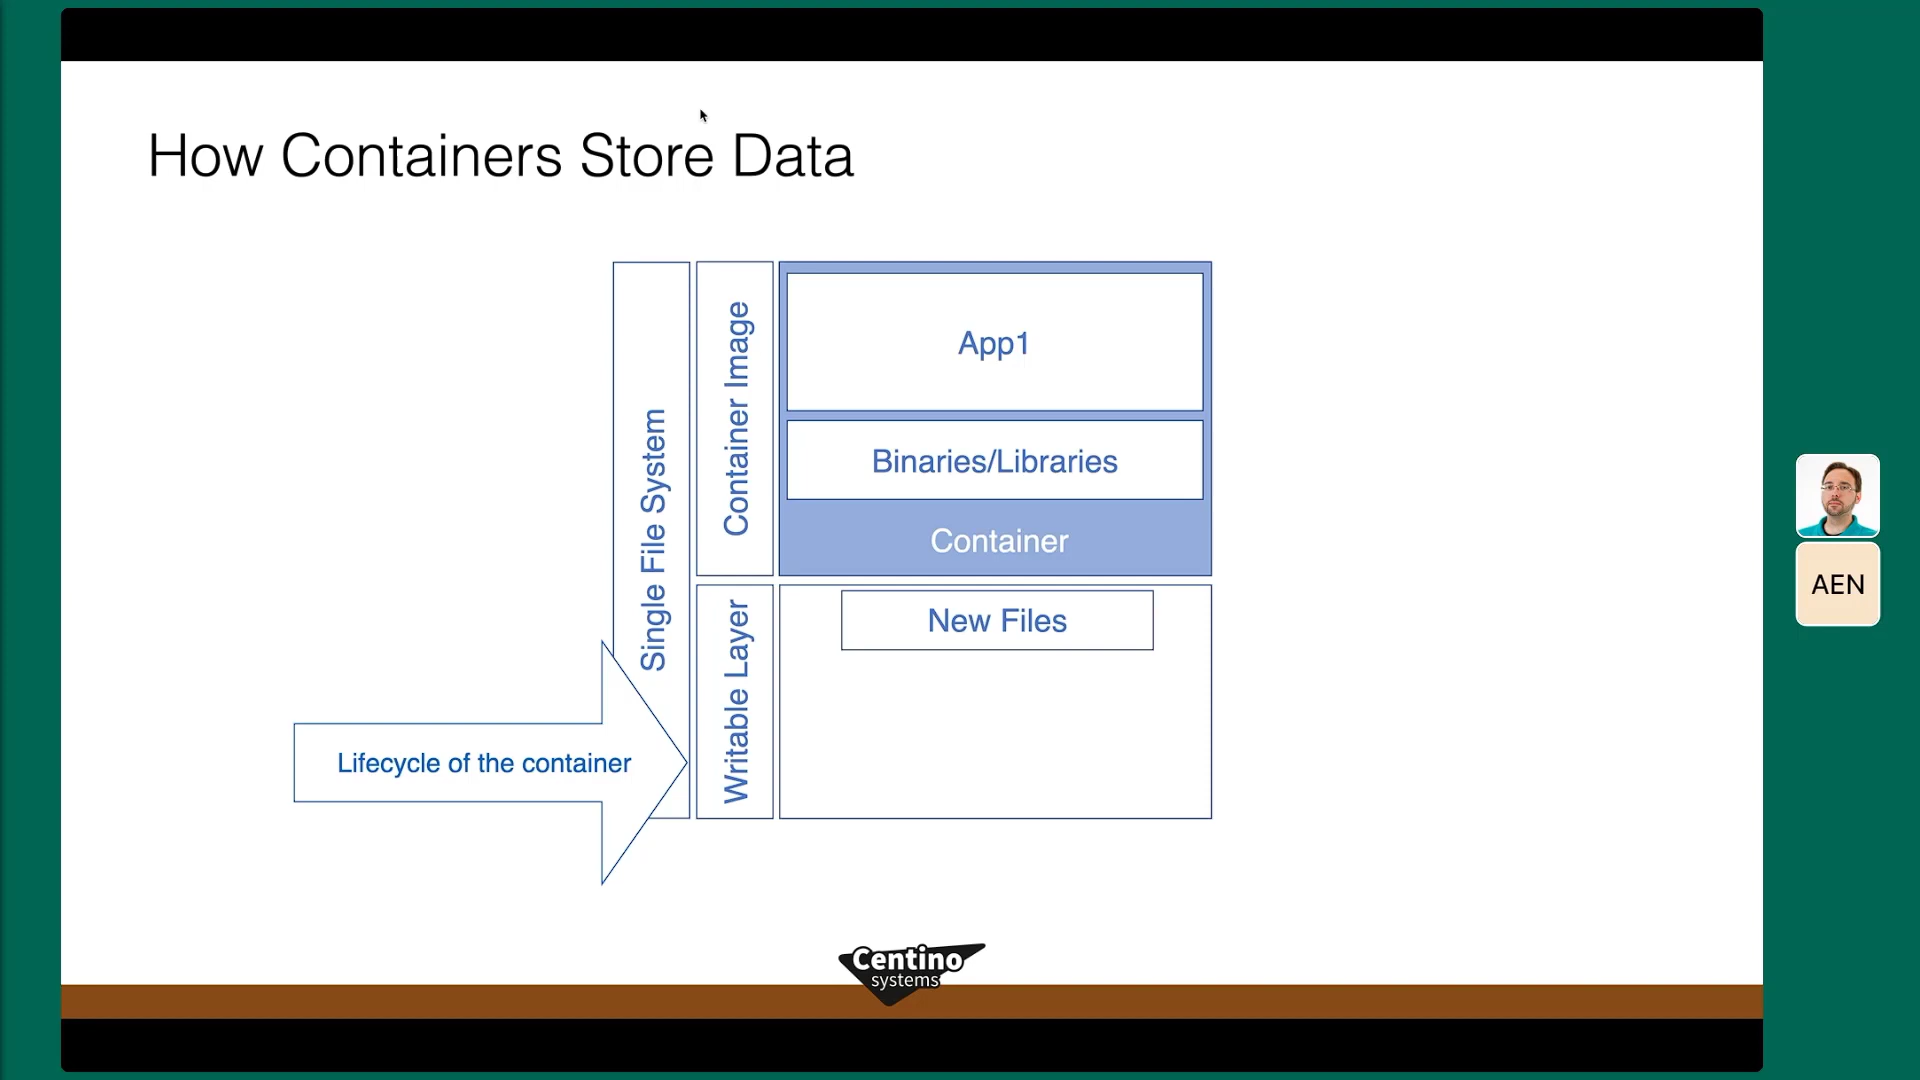 How Containers Store Data
Single File System
Container Image
App1
Binaries/Libraries
Container
Writable Layer
New Files
Lifecycle of the container
Centino
systems
AEN